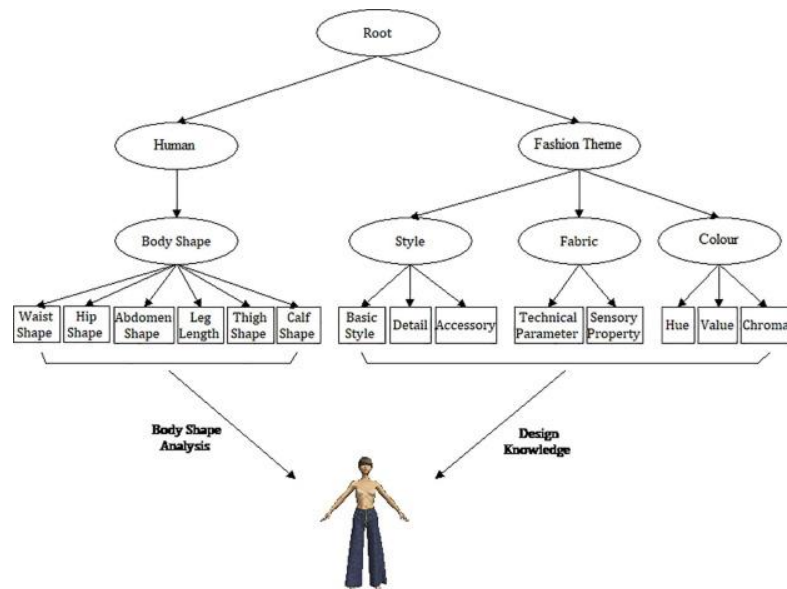 Root
Human
Fashion Theme
Body Shape
Style
Fabric
Colour
Waist
Shape
Hip
Shape
Abdomen
Shape
Leg
Length
Thigh
Shape
Calf
Shape
Basic
Style
Detail
Accessory
Technical
Parameter
Sensory
Property
Hue
Value
Chroma
Body Shape
Analysis
Design
Knowledge